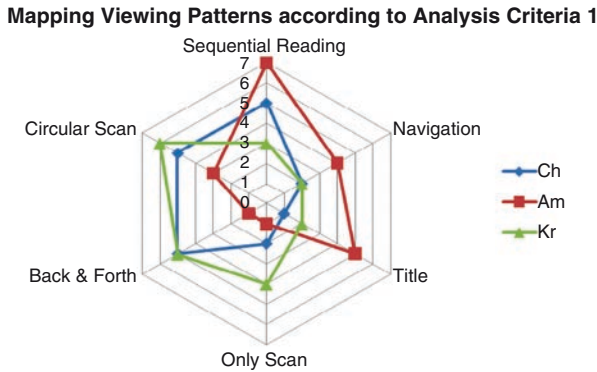 Mapping Viewing Patterns according to Analysis Criteria 1
Sequential Reading
7
6
5
4
3
2
1
0
Circular Scan
Navigation
Ch
Am
Kr
Back & Forth
Title
Only Scan